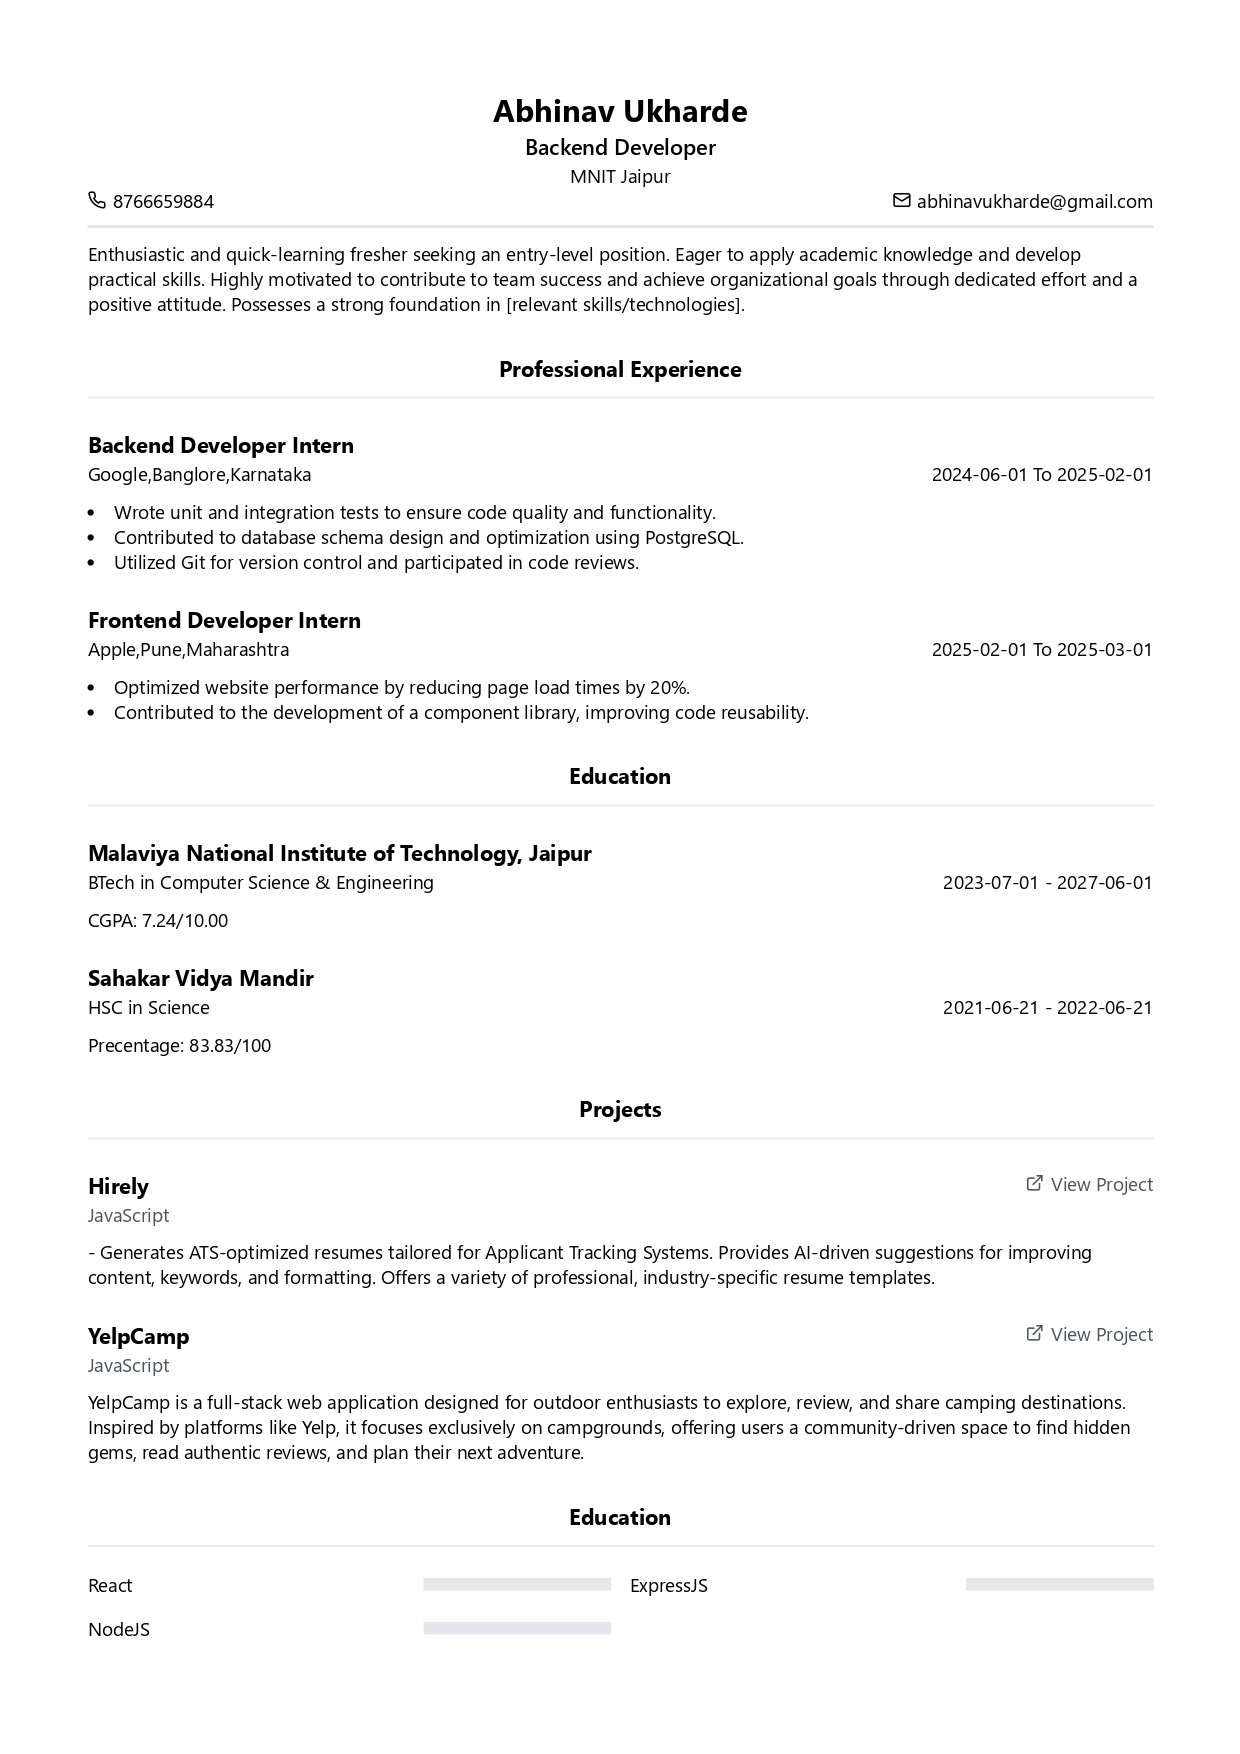 Abhinav Ukharde
Backend Developer
MNIT Jaipur
8766659884 abhinavukharde@gmail.com
Enthusiastic and quick-learning fresher seeking an entry-level position. Eager to apply academic knowledge and develop
practical skills. Highly motivated to contribute to team success and achieve organizational goals through dedicated effort and a
positive attitude. Possesses a strong foundation in [relevant skills/technologies].
Professional Experience
Backend Developer Intern
Google,Banglore,Karnataka 2024-06-01 To 2025-02-01
• Wrote unit and integration tests to ensure code quality and functionality.
• Contributed to database schema design and optimization using PostgreSQL.
• Utilized Git for version control and participated in code reviews.
Frontend Developer Intern
Apple,Pune,Maharashtra 2025-02-01 To 2025-03-01
• Optimized website performance by reducing page load times by 20%.
• Contributed to the development of a component library, improving code reusability.
Education
Malaviya National Institute of Technology, Jaipur
BTech in Computer Science & Engineering 2023-07-01 - 2027-06-01
CGPA: 7.24/10.00
Sahakar Vidya Mandir
HSC in Science 2021-06-21 - 2022-06-21
Precentage: 83.83/100
Projects
Hirely View Project
JavaScript
- Generates ATS-optimized resumes tailored for Applicant Tracking Systems. Provides AI-driven suggestions for improving
content, keywords, and formatting. Offers a variety of professional, industry-specific resume templates.
YelpCamp View Project
JavaScript
YelpCamp is a full-stack web application designed for outdoor enthusiasts to explore, review, and share camping destinations.
Inspired by platforms like Yelp, it focuses exclusively on campgrounds, offering users a community-driven space to find hidden
gems, read authentic reviews, and plan their next adventure.
Education
React ExpressJS
NodeJS